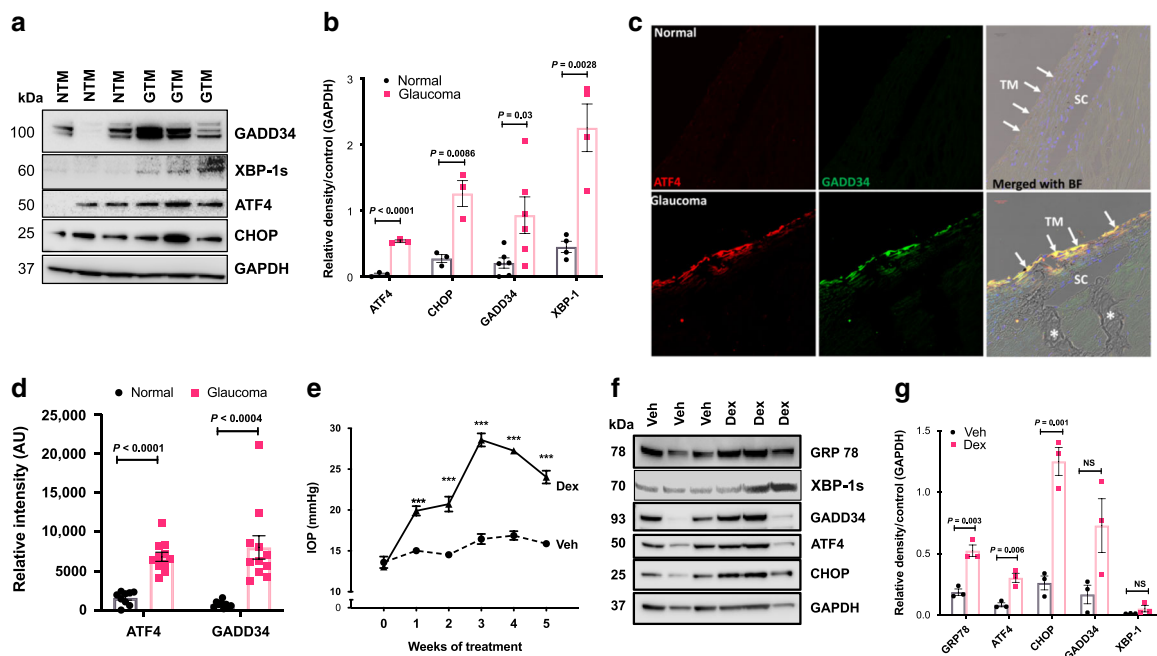 a
NTM NTM NTM GTM GTM GTM
kDa
100 GADD34
60 XBP-1s
50 ATF4
25 CHOP
37 GAPDH
b
Normal
Glaucoma
Relative density/control (GAPDH)
3
2
1
0
P < 0.0001
P = 0.0086
P = 0.03
P = 0.0028
ATF4 CHOP GADD34 XBP-1
c
Normal
ATF4
GADD34
TM
SC
Merged with BF
Glaucoma
TM
SC
* *
d
Normal Glaucoma
Relative intensity (AU)
25,000
20,000
15,000
10,000
5000
0
P < 0.0001
P < 0.0004
ATF4 GADD34
e
IOP (mmHg)
30
25
20
15
10
0
*** *** *** *** ***
Dex
Veh
0 1 2 3 4 5
Weeks of treatment
f
Veh Veh Veh Dex Dex Dex
kDa
78 GRP 78
70 XBP-1s
93 GADD34
50 ATF4
25 CHOP
37 GAPDH
g
Veh
Dex
Relative density/control (GAPDH)
1.5
1.0
0.5
0.0
P = 0.003
P = 0.006
P = 0.001
NS
NS
GRP78 ATF4 CHOP GADD34 XBP-1